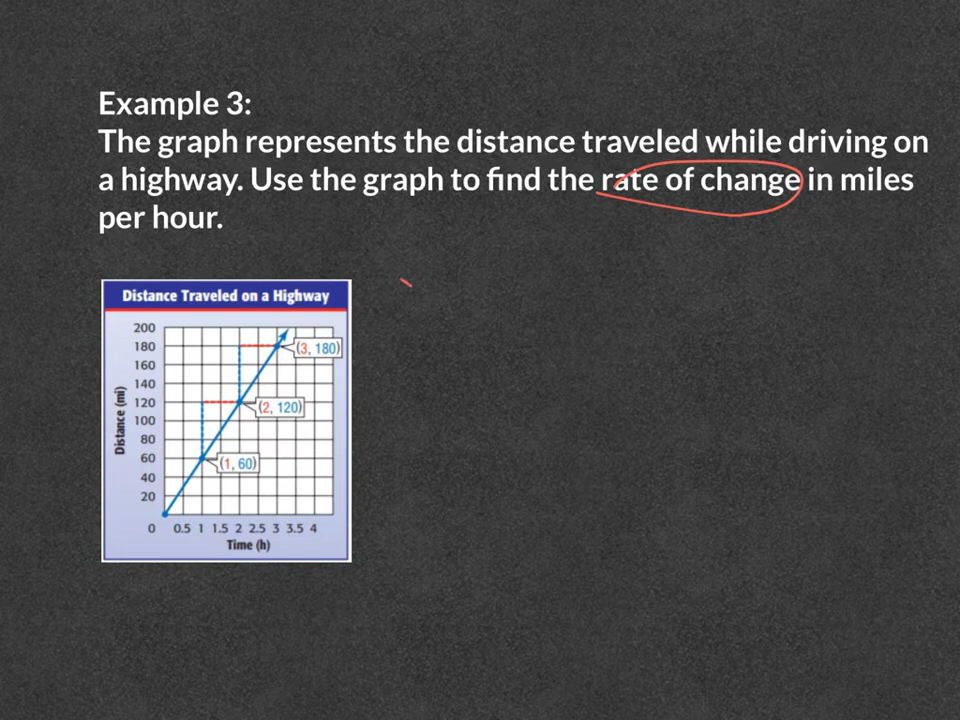 Example 3:
The graph represents the distance traveled while driving on
a highway. Use the graph to find the rate of change in miles
per hour.
Distance Traveled on a Highway
200
180
160
140
120
100
80
60
40
20
Distance (mi)
(3, 180)
(2, 120)
(1, 60)
0 0.5 1 1.5 2 2.5 3 3.5 4
Time (h)